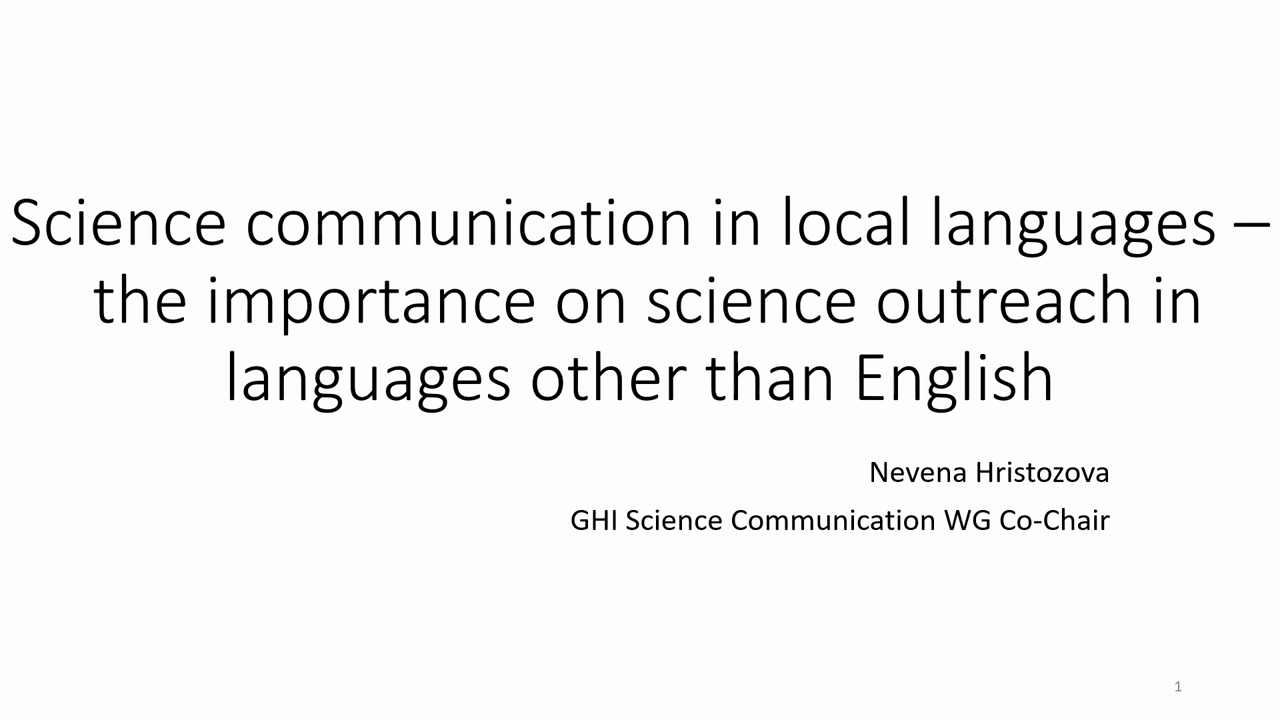 Science communication in local languages –
the importance on science outreach in
languages other than English
Nevena Hristozova
GHI Science Communication WG Co-Chair
1